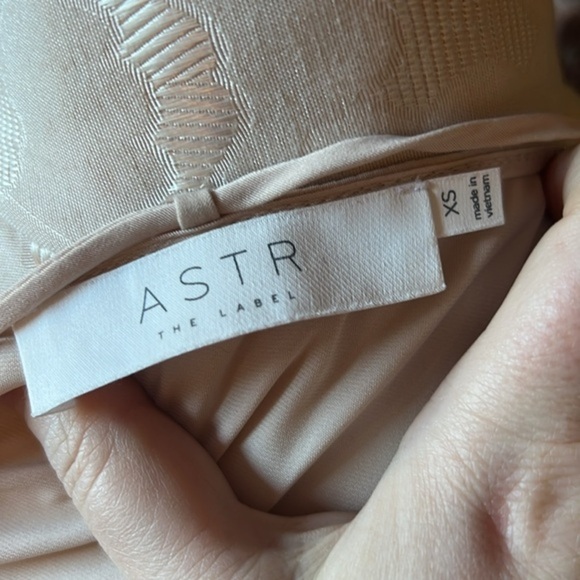 ASTR
THE LABEL
XS
made in
vietnam